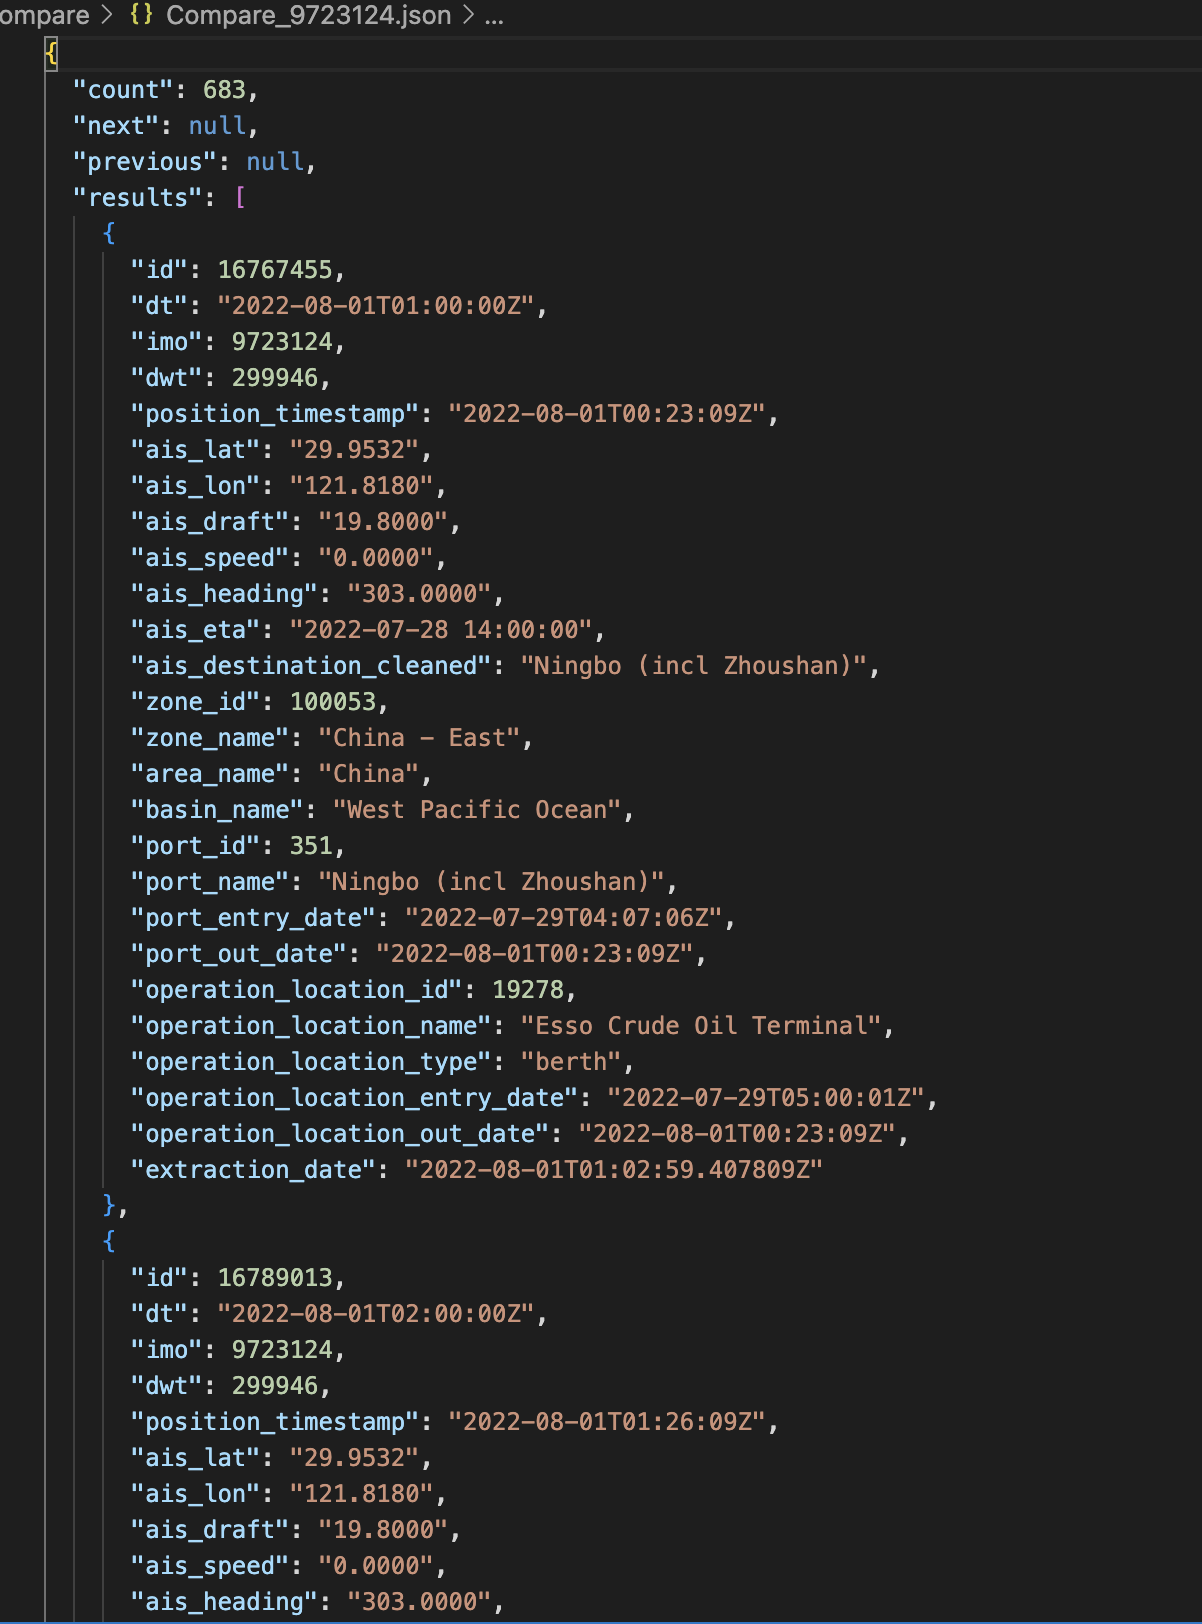 ompare > {} Compare_9723124.json > ...
{
"count": 683,
"next": null,
"previous": null,
"results": [
{
"id": 16767455,
"dt": "2022-08-01T01:00:00Z",
"imo": 9723124,
"dwt": 299946,
"position_timestamp": "2022-08-01T00:23:09Z",
"ais_lat": "29.9532",
"ais_lon": "121.8180",
"ais_draft": "19.8000",
"ais_speed": "0.0000",
"ais_heading": "303.0000",
"ais_eta": "2022-07-28 14:00:00",
"ais_destination_cleaned": "Ningbo (incl Zhoushan)",
"zone_id": 100053,
"zone_name": "China - East",
"area_name": "China",
"basin_name": "West Pacific Ocean",
"port_id": 351,
"port_name": "Ningbo (incl Zhoushan)",
"port_entry_date": "2022-07-29T04:07:06Z",
"port_out_date": "2022-08-01T00:23:09Z",
"operation_location_id": 19278,
"operation_location_name": "Esso Crude Oil Terminal",
"operation_location_type": "berth",
"operation_location_entry_date": "2022-07-29T05:00:01Z",
"operation_location_out_date": "2022-08-01T00:23:09Z",
"extraction_date": "2022-08-01T01:02:59.407809Z"
},
{
"id": 16789013,
"dt": "2022-08-01T02:00:00Z",
"imo": 9723124,
"dwt": 299946,
"position_timestamp": "2022-08-01T01:26:09Z",
"ais_lat": "29.9532",
"ais_lon": "121.8180",
"ais_draft": "19.8000",
"ais_speed": "0.0000",
"ais_heading": "303.0000",